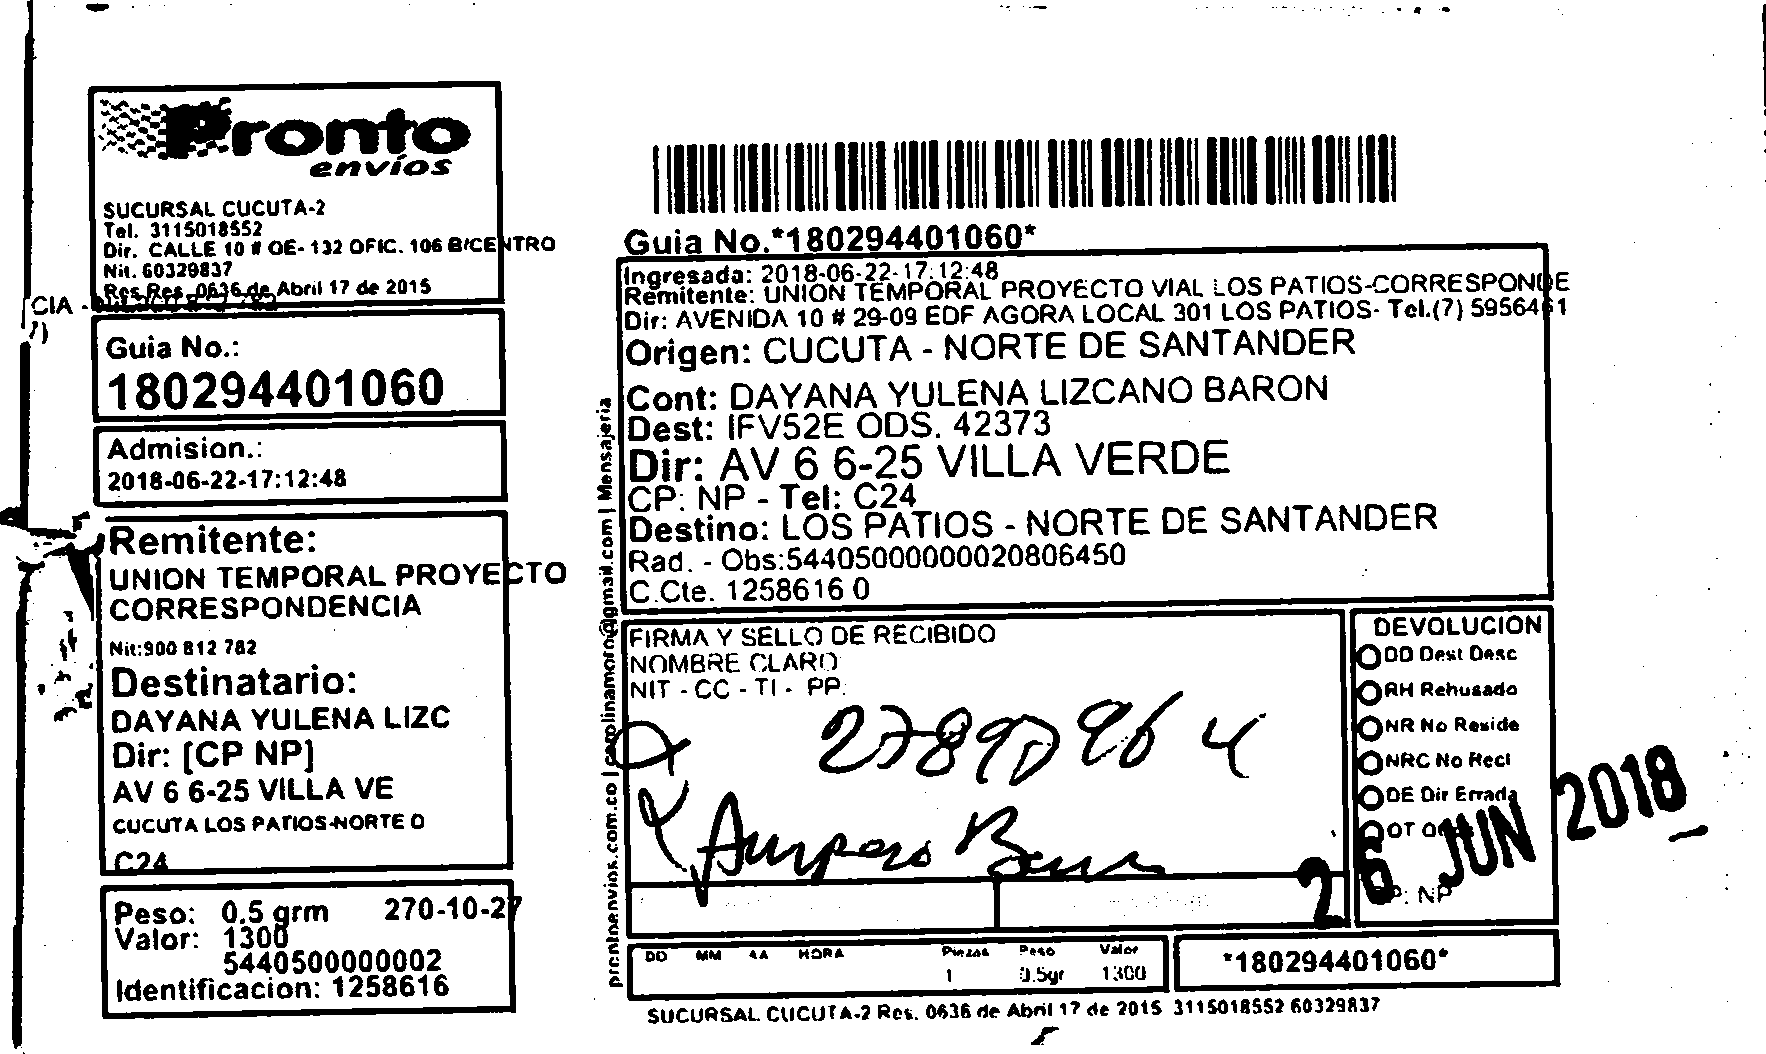 Pronto
envíos
SUCURSAL CUCUTA-2
Tel. 3115018552
Dir. CALLE 10 # OE- 132 OFIC. 106 B/CENTRO
Nit. 60329837
Res Res. 0636 de Abril 17 de 2015
CIA -
Guia No.:
180294401060
Admision.:
2018-06-22-17:12:48
Remitente:
UNION TEMPORAL PROYECTO
CORRESPONDENCIA
Nit:900 812 782
Destinatario:
DAYANA YULENA LIZC
Dir: [CP NP]
AV 6 6-25 VILLA VE
CUCUTA LOS PATIOS-NORTE D
C24
Peso: 0.5 grm 270-10-27
Valor: 1300
5440500000002
Identificacion: 1258616
prontoenvios.com.co | carolinamoro@gmail.com | Mensajeria
Guia No.*180294401060*
Ingresada: 2018-06-22-17:12:48
Remitente: UNION TEMPORAL PROYECTO VIAL LOS PATIOS-CORRESPONDE
Dir: AVENIDA 10 # 29-09 EDF AGORA LOCAL 301 LOS PATIOS- Tel.(7) 5956461
Origen: CUCUTA - NORTE DE SANTANDER
Cont: DAYANA YULENA LIZCANO BARON
Dest: IFV52E ODS. 42373
Dir: AV 6 6-25 VILLA VERDE
CP: NP - Tel: C24
Destino: LOS PATIOS - NORTE DE SANTANDER
Rad. - Obs:54405000000020806450
C.Cte. 1258616 0
FIRMA Y SELLO DE RECIBIDO
NOMBRE CLARO
NIT - CC - TI - PP.
DEVOLUCION
DD Dest Desc
RH Rehusado
NR No Reside
NRC No Recl
DE Dir Errada
OT
P: NP
26 JUN 2018
DD MM AA HORA Piezas Peso Valor
1 0.5gr 1300
*180294401060*
SUCURSAL CUCUTA-2 Res. 0636 de Abril 17 de 2015 3115018552 60329837